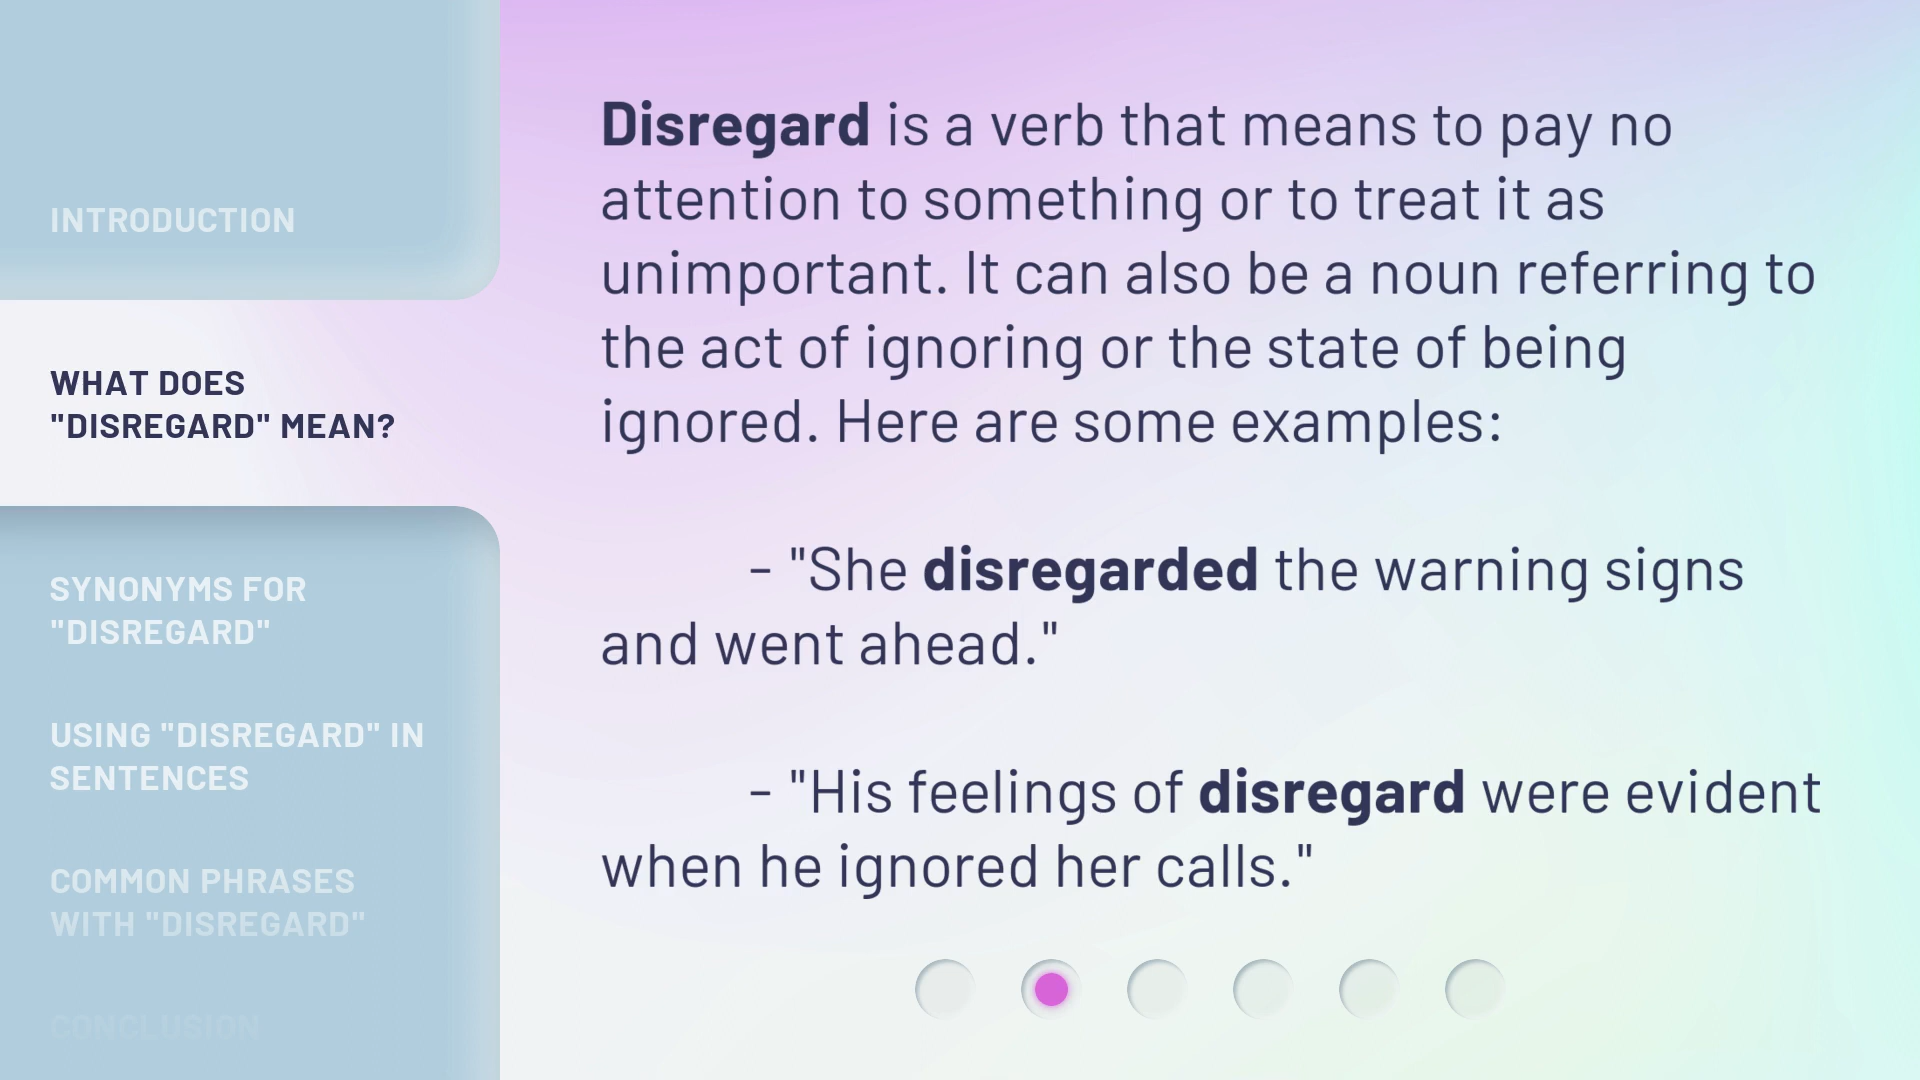 INTRODUCTION
WHAT DOES
"DISREGARD" MEAN?
SYNONYMS FOR
"DISREGARD"
USING "DISREGARD" IN
SENTENCES
COMMON PHRASES
WITH "DISREGARD"
CONCLUSION
Disregard is a verb that means to pay no
attention to something or to treat it as
unimportant. It can also be a noun referring to
the act of ignoring or the state of being
ignored. Here are some examples:
- "She disregarded the warning signs
and went ahead."
- "His feelings of disregard were evident
when he ignored her calls."